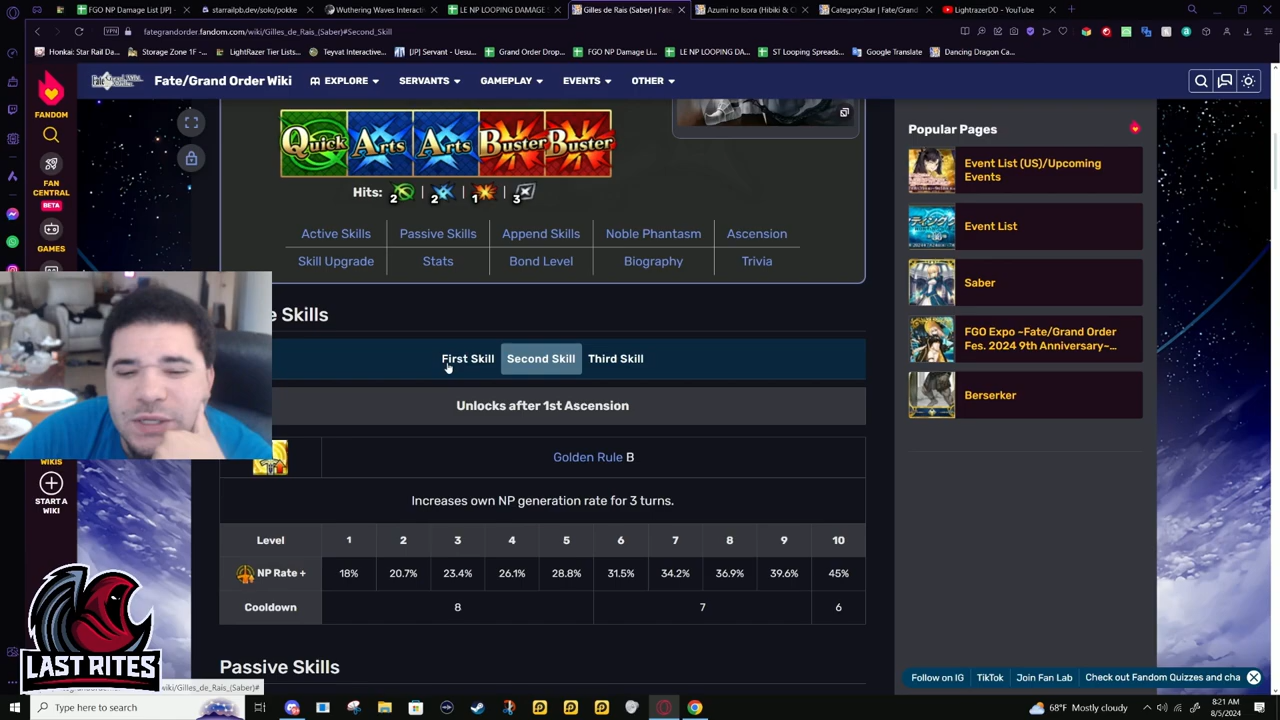 FGO NP Damage List [JP] -
starrailpb.dev/solo/pokke
Wuthering Waves Interactiv
LE NP LOOPING DAMAGE
Gilles de Rais (Saber) | Fate
Azumi no Isora (Hibiki & C
Category:Star | Fate/Grand
LightrazerDD - YouTube
VPN
fategrandorder.fandom.com/wiki/Gilles_de_Rais_(Saber)#Second_Skill
Honkai: Star Rail Da...
Storage Zone 1F -...
LightRazer Tier Lists...
Teyvat Interactive...
[JP] Servant - Uesu...
Grand Order Drop...
FGO NP Damage Li...
LE NP LOOPING DA...
ST Looping Spreads...
Google Translate
Dancing Dragon Ca...
FANDOM
Fate/Grand Order Wiki
EXPLORE
SERVANTS
GAMEPLAY
EVENTS
OTHER
FAN CENTRAL
BETA
GAMES
WIKIS
START A WIKI
Quick Arts Arts Buster Buster
Hits: 2 | 2 | 1 | 3
Active Skills
Passive Skills
Append Skills
Noble Phantasm
Ascension
Skill Upgrade
Stats
Bond Level
Biography
Trivia
e Skills
First Skill
Second Skill
Third Skill
Unlocks after 1st Ascension
Golden Rule B
Increases own NP generation rate for 3 turns.
Level 1 2 3 4 5 6 7 8 9 10
NP Rate + 18% 20.7% 23.4% 26.1% 28.8% 31.5% 34.2% 36.9% 39.6% 45%
Cooldown 8 7 6
Passive Skills
Popular Pages
Event List (US)/Upcoming
Events
Event List
Saber
FGO Expo ~Fate/Grand Order
Fes. 2024 9th Anniversary~...
Berserker
LAST RITES
wiki/Gilles_de_Rais_(Saber)#
Follow on IG
TikTok
Join Fan Lab
Check out Fandom Quizzes and cha
Type here to search
68°F Mostly cloudy
8:21 AM
8/5/2024